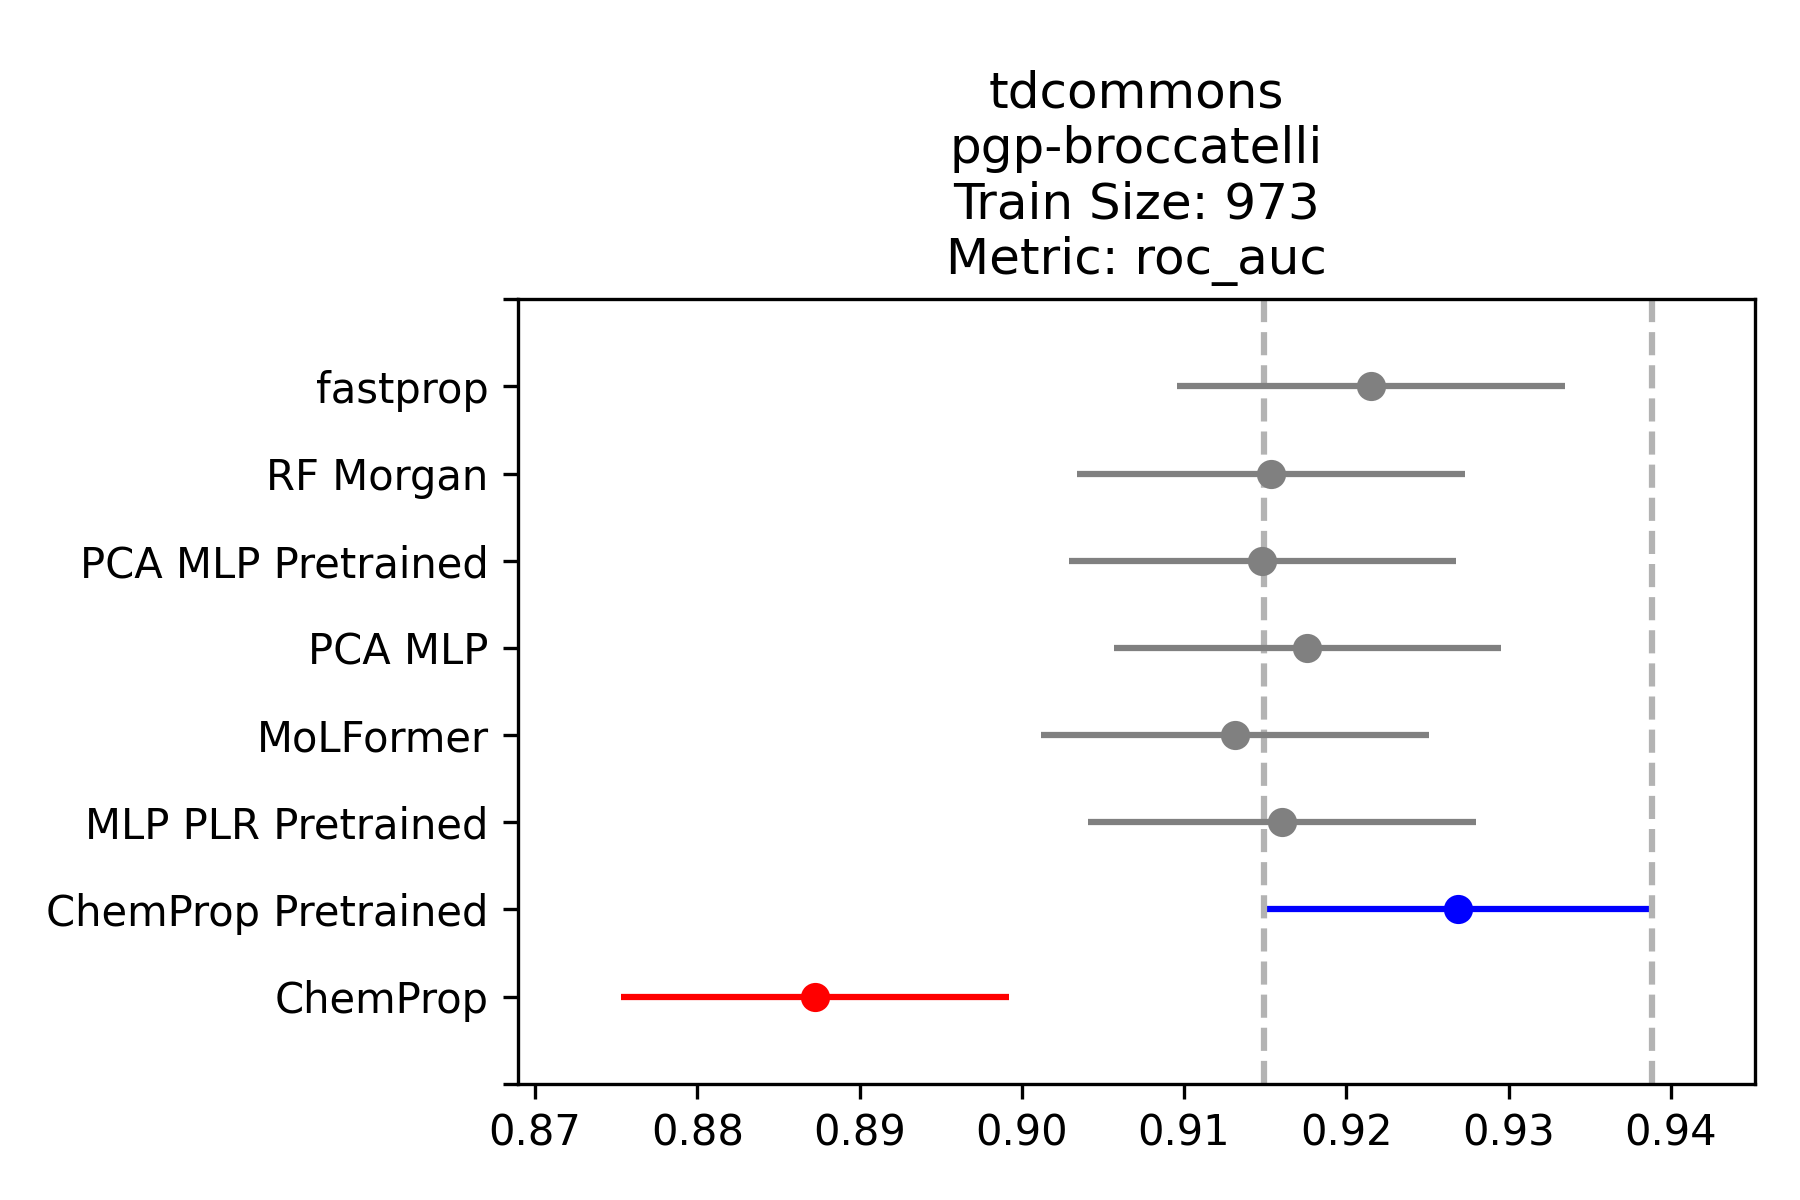 tdcommons
pgp-broccatelli
Train Size: 973
Metric: roc_auc
fastprop
RF Morgan
PCA MLP Pretrained
PCA MLP
MoLFormer
MLP PLR Pretrained
ChemProp Pretrained
ChemProp
0.87 0.88 0.89 0.90 0.91 0.92 0.93 0.94